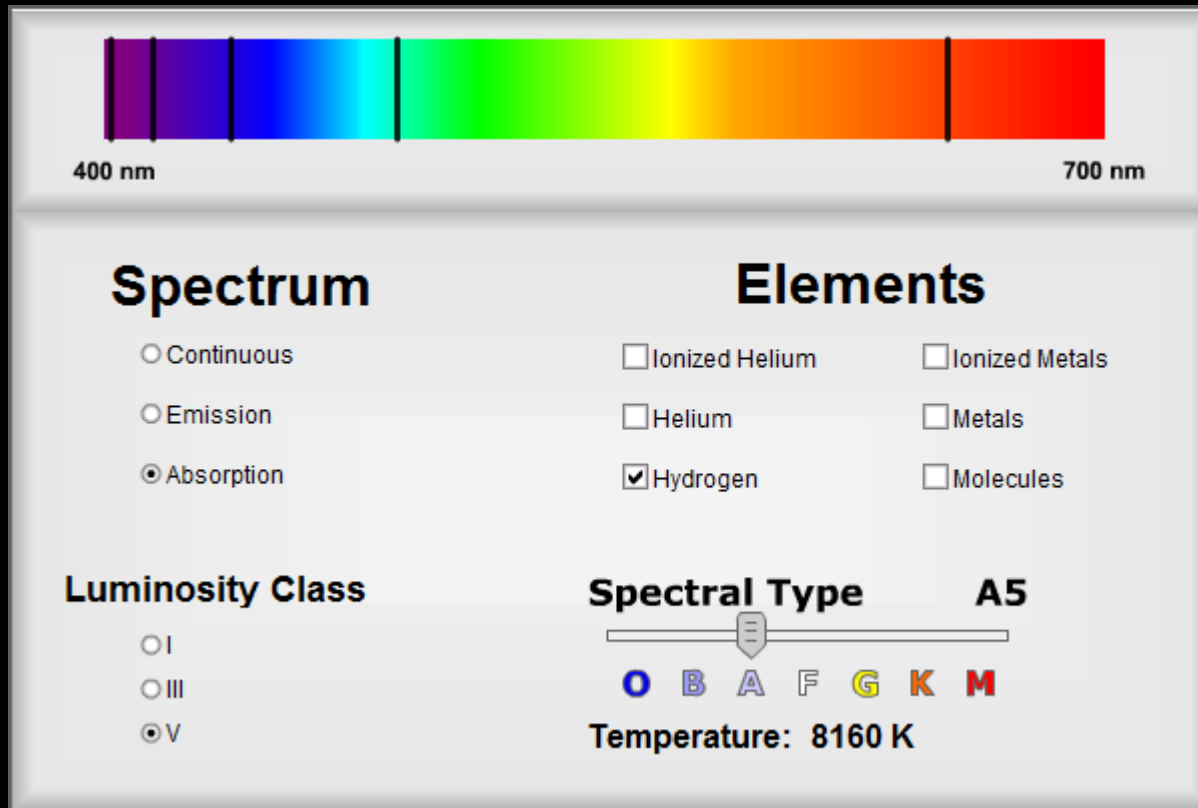 400 nm 700 nm
Spectrum Elements
Continuous Ionized Helium Ionized Metals
Emission Helium Metals
Absorption Hydrogen Molecules
Luminosity Class Spectral Type A5
I
III O B A F G K M
V Temperature: 8160 K